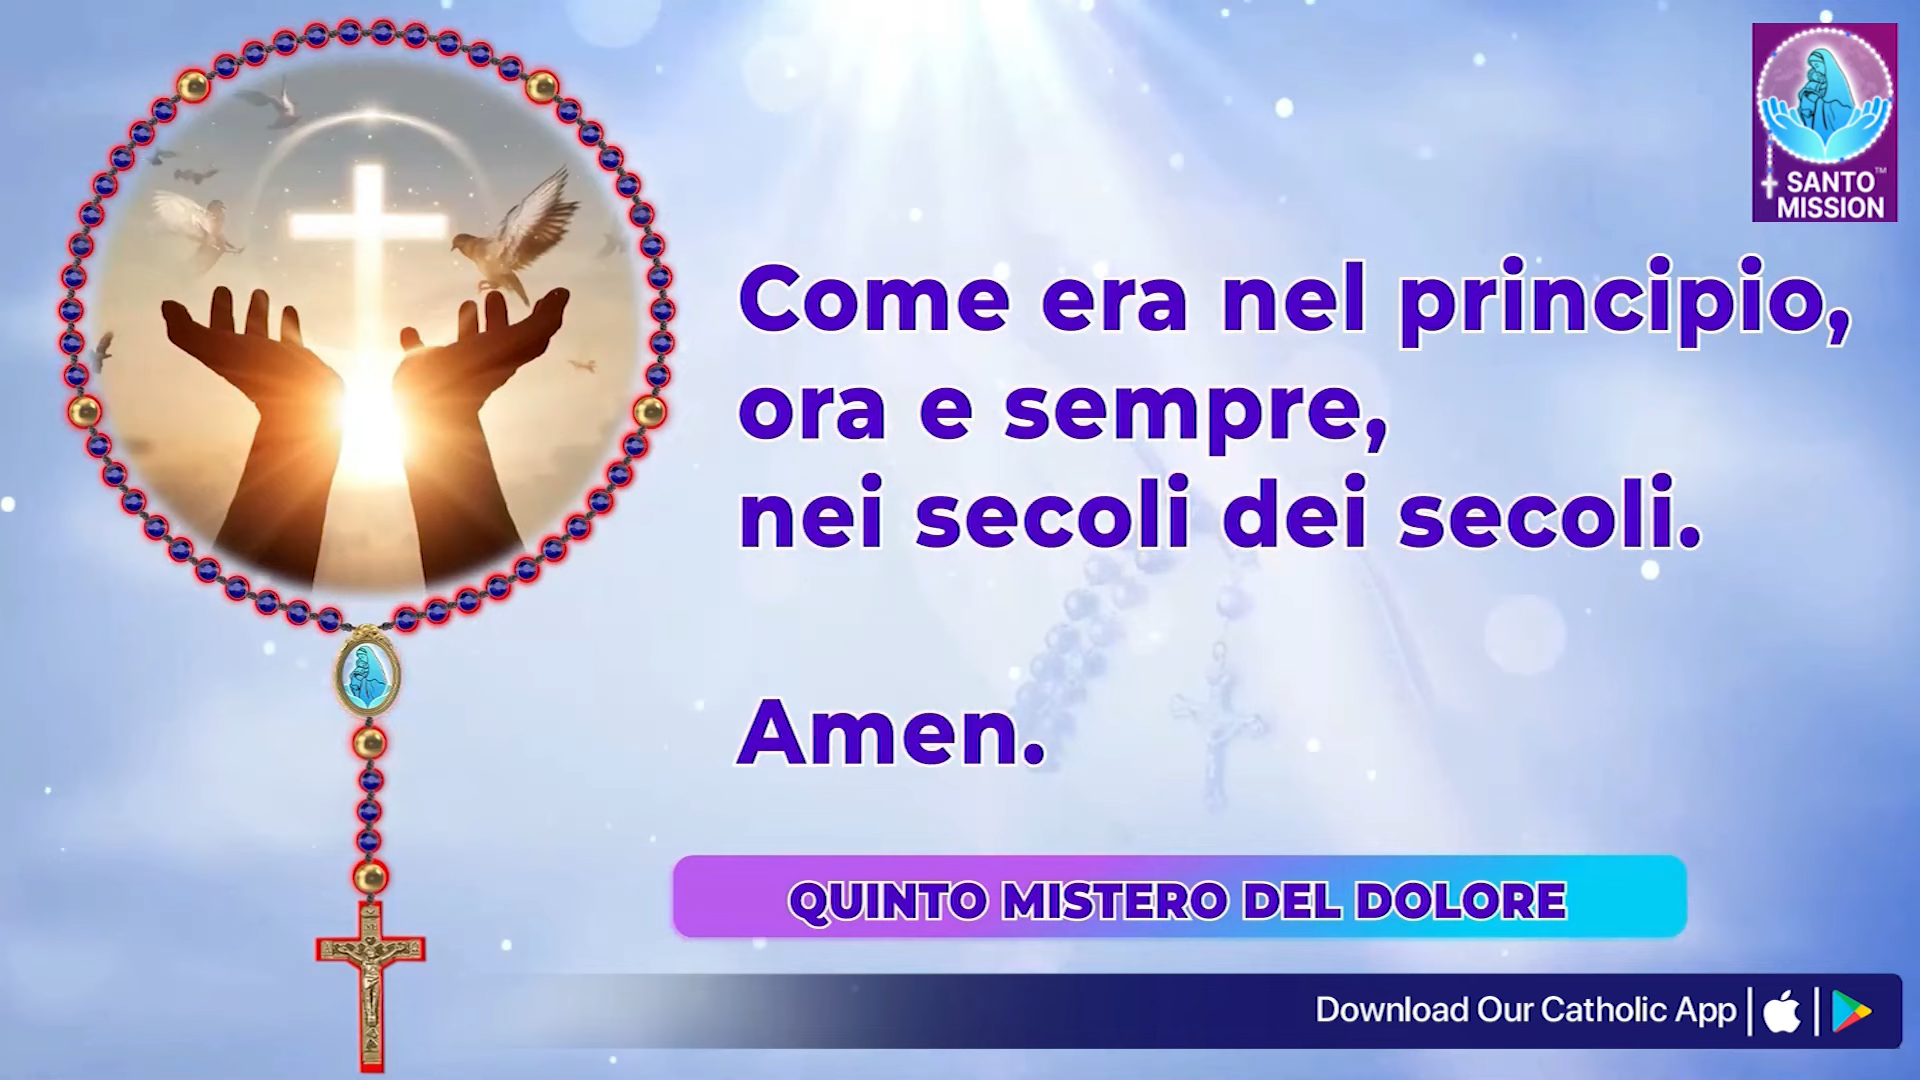 SANTO™
MISSION
Come era nel principio,
ora e sempre,
nei secoli dei secoli.
Amen.
QUINTO MISTERO DEL DOLORE
Download Our Catholic App